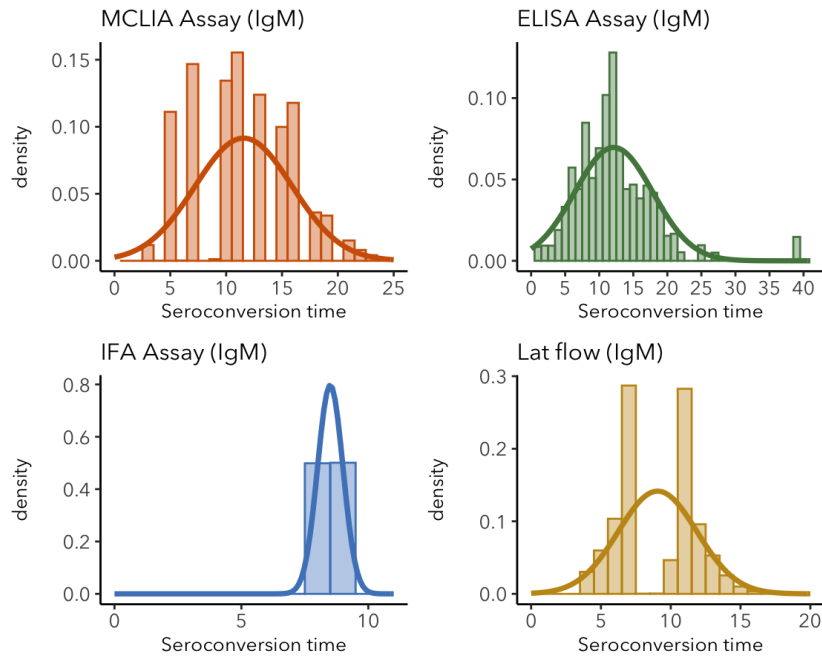 MCLIA Assay (IgM)
density
0.15
0.10
0.05
0.00
0 5 10 15 20 25
Seroconversion time
ELISA Assay (IgM)
density
0.10
0.05
0.00
0 5 10 15 20 25 30 35 40
Seroconversion time
IFA Assay (IgM)
density
0.8
0.6
0.4
0.2
0.0
0 5 10
Seroconversion time
Lat flow (IgM)
density
0.3
0.2
0.1
0.0
0 5 10 15 20
Seroconversion time